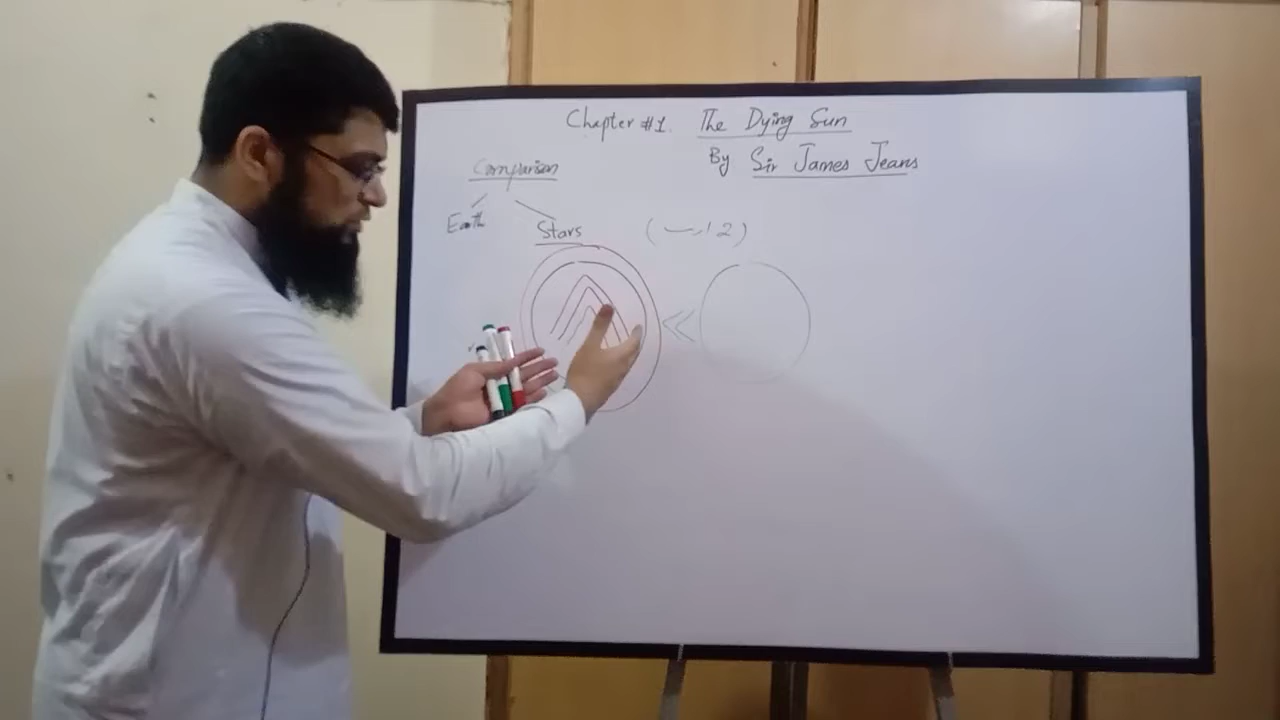 Chapter #1. The Dying Sun
By Sir James Jeans
Comparison
Earth
Stars